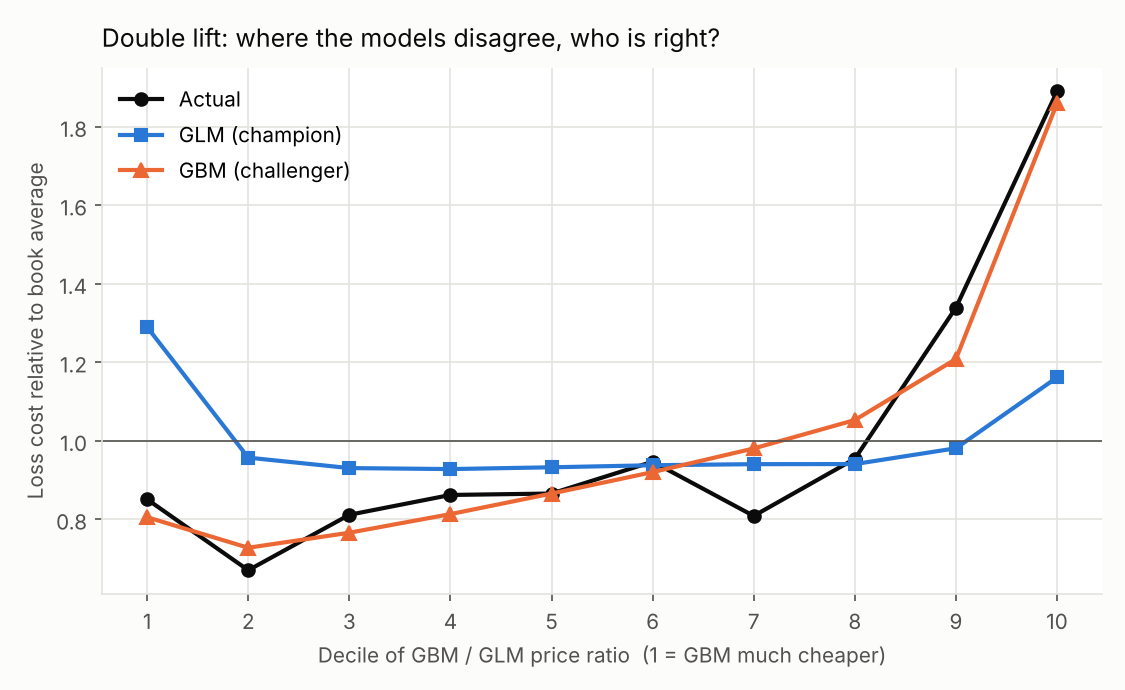 Double lift: where the models disagree, who is right?
Actual
GLM (champion)
GBM (challenger)
Loss cost relative to book average
1.8
1.6
1.4
1.2
1.0
0.8
1 2 3 4 5 6 7 8 9 10
Decile of GBM / GLM price ratio (1 = GBM much cheaper)